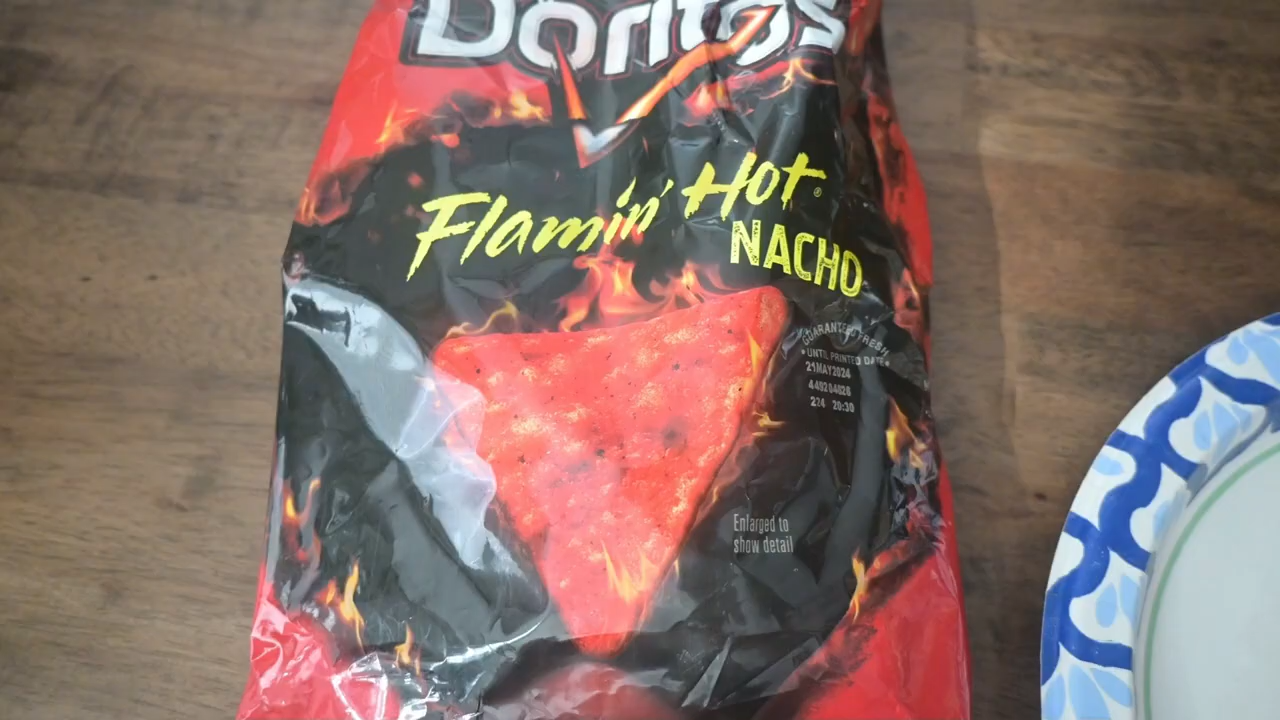 Doritos
Flamin' Hot®
NACHO
GUARANTEED FRESH
• UNTIL PRINTED DATE •
21MAY2024
440204026
224 20:30
Enlarged to
show detail